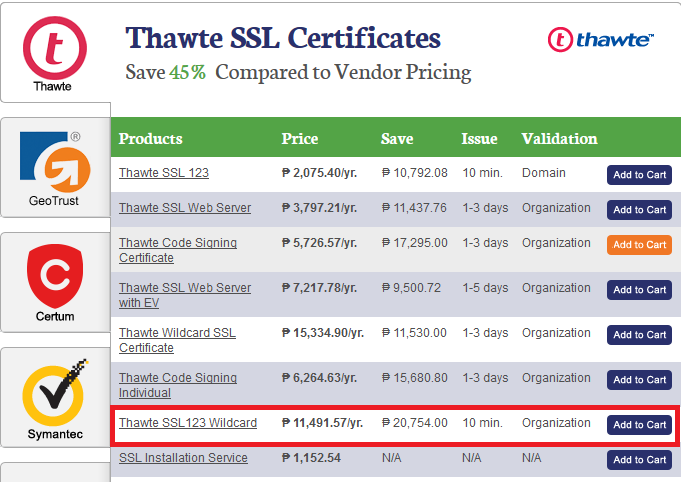 t
Thawte
Thawte SSL Certificates
Save 45% Compared to Vendor Pricing
t thawte™
®
GeoTrust
C
Certum
Symantec
Products Price Save Issue Validation
Thawte SSL 123 ₱ 2,075.40/yr. ₱ 10,792.08 10 min. Domain Add to Cart
Thawte SSL Web Server ₱ 3,797.21/yr. ₱ 11,437.76 1-3 days Organization Add to Cart
Thawte Code Signing
Certificate ₱ 5,726.57/yr. ₱ 17,295.00 1-3 days Organization Add to Cart
Thawte SSL Web Server
with EV ₱ 7,217.78/yr. ₱ 9,500.72 1-5 days Organization Add to Cart
Thawte Wildcard SSL
Certificate ₱ 15,334.90/yr. ₱ 11,530.00 1-3 days Organization Add to Cart
Thawte Code Signing
Individual ₱ 6,264.63/yr. ₱ 15,680.80 1-3 days Organization Add to Cart
Thawte SSL123 Wildcard ₱ 11,491.57/yr. ₱ 20,754.00 10 min. Organization Add to Cart
SSL Installation Service ₱ 1,152.54 N/A N/A N/A Add to Cart